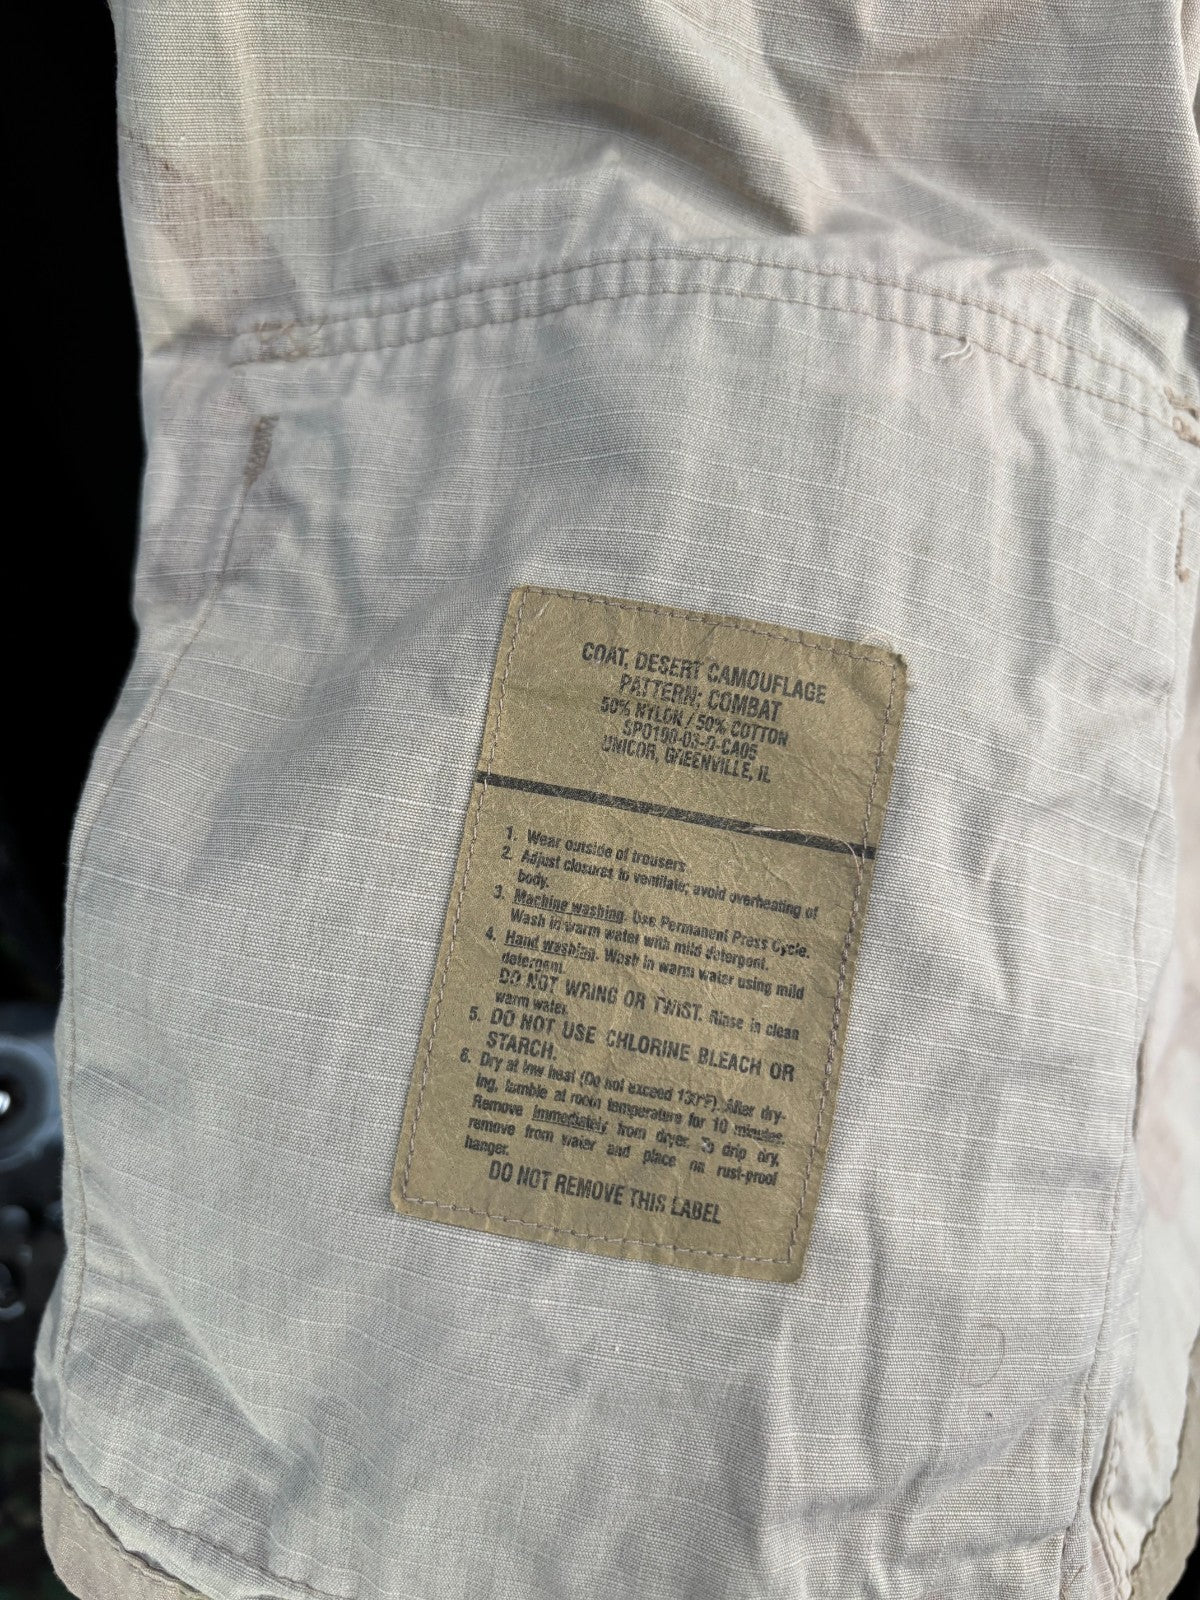 COAT, DESERT CAMOUFLAGE
PATTERN: COMBAT
50% NYLON / 50% COTTON
SPO100-03-D-CA05
UNICOR, GREENVILLE, IL
1. Wear outside of trousers
2. Adjust closures to ventilate; avoid overheating of
body.
3. Machine washing- Use Permanent Press Cycle.
Wash in warm water with mild detergent.
4. Hand washing- Wash in warm water using mild
detergent.
DO NOT WRING OR TWIST. Rinse in clean
warm water.
5. DO NOT USE CHLORINE BLEACH OR
STARCH.
6. Dry at low heat (Do not exceed 130°F). After dry-
ing, tumble at room temperature for 10 minutes.
Remove immediately from dryer. To drip dry,
remove from water and place on rust-proof
hanger.
DO NOT REMOVE THIS LABEL